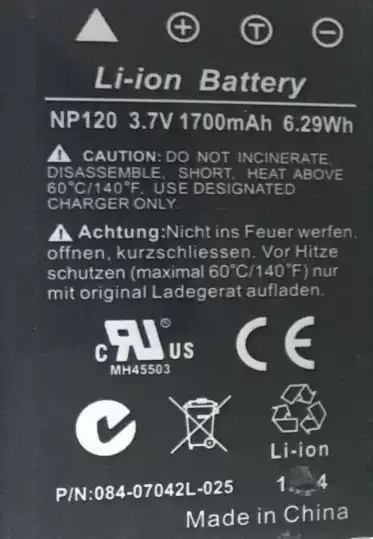 + T −
Li-ion Battery
NP120 3.7V 1700mAh 6.29Wh
CAUTION: DO NOT INCINERATE,
DISASSEMBLE, SHORT, HEAT ABOVE
60°C/140°F, USE DESIGNATED
CHARGER ONLY.
Achtung:Nicht ins Feuer werfen,
offnen, kurzschliessen. Vor Hitze
schutzen (maximal 60°C/140°F) nur
mit original Ladegerat aufladen.
c RU ® US CE
MH45503
Li-ion
P/N:084-07042L-025
Made in China